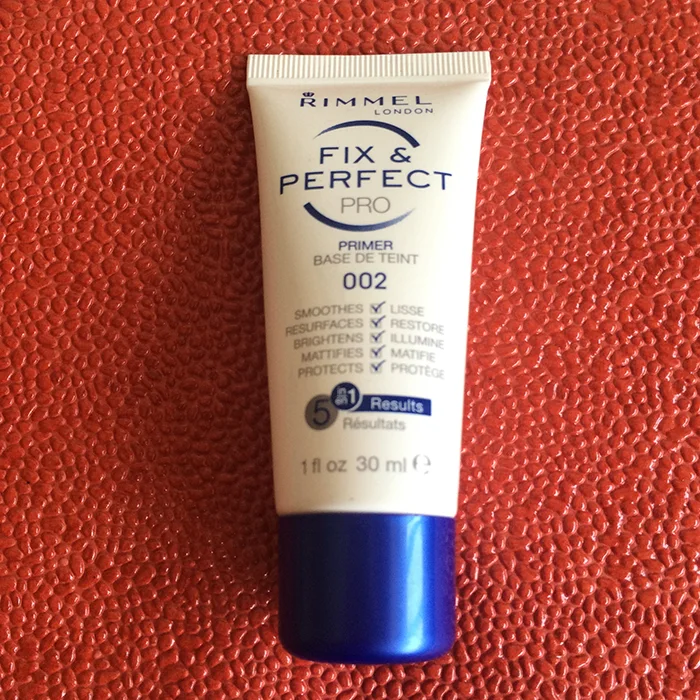 RIMMEL
LONDON
FIX &
PERFECT
PRO
PRIMER
BASE DE TEINT
002
SMOOTHES LISSE
RESURFACES RESTORE
BRIGHTENS ILLUMINE
MATTIFIES MATIFIE
PROTECTS PROTÈGE
5 in en 1 Results
Résultats
1 fl oz 30 ml ℮